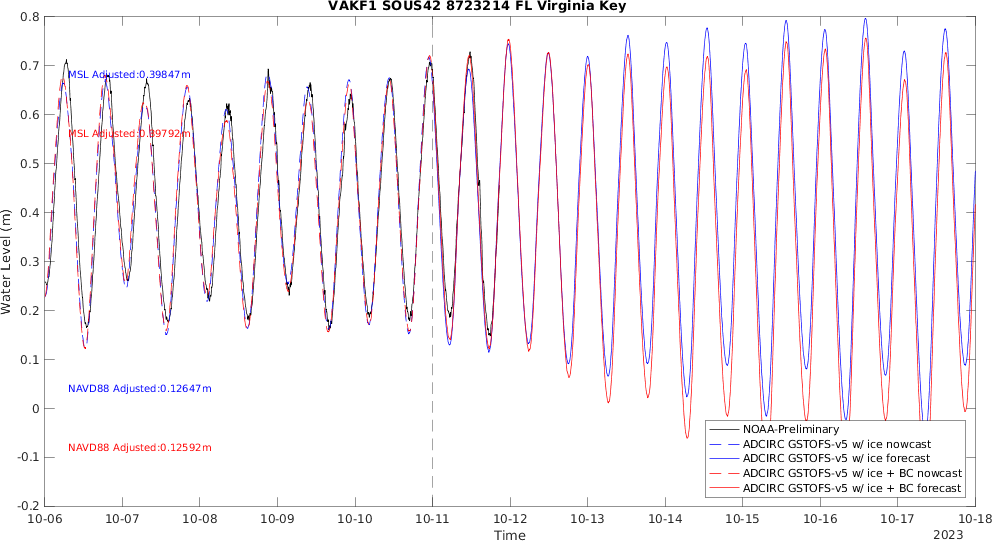 VAKF1 SOUS42 8723214 FL Virginia Key
0.8
0.7
0.6
0.5
0.4
0.3
0.2
0.1
0
-0.1
-0.2
Water Level (m)
MSL Adjusted:0.39847m
MSL Adjusted:0.39792m
NAVD88 Adjusted:0.12647m
NAVD88 Adjusted:0.12592m
NOAA-Preliminary
ADCIRC GSTOFS-v5 w/ ice nowcast
ADCIRC GSTOFS-v5 w/ ice forecast
ADCIRC GSTOFS-v5 w/ ice + BC nowcast
ADCIRC GSTOFS-v5 w/ ice + BC forecast
10-06 10-07 10-08 10-09 10-10 10-11 10-12 10-13 10-14 10-15 10-16 10-17 10-18
Time
2023